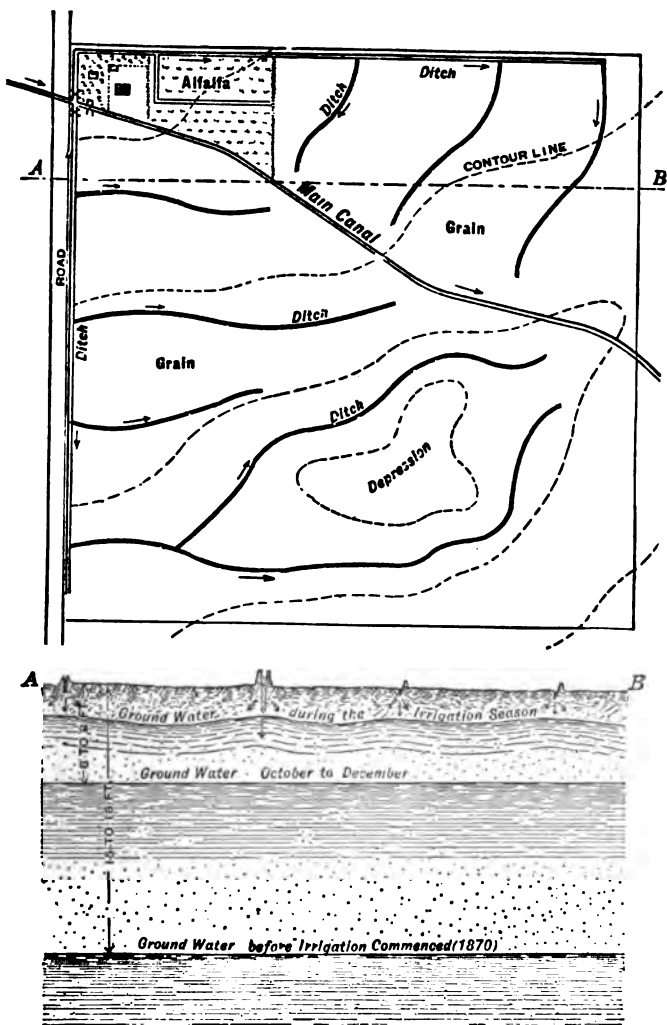 Alfalfa
Ditch
Ditch
CONTOUR LINE
A
B
Main Canal
Grain
ROAD
Ditch
Ditch
Grain
Ditch
Depression
A
B
Ground Water during the Irrigation Season
Ground Water October to December
Ground Water before Irrigation Commenced (1870)